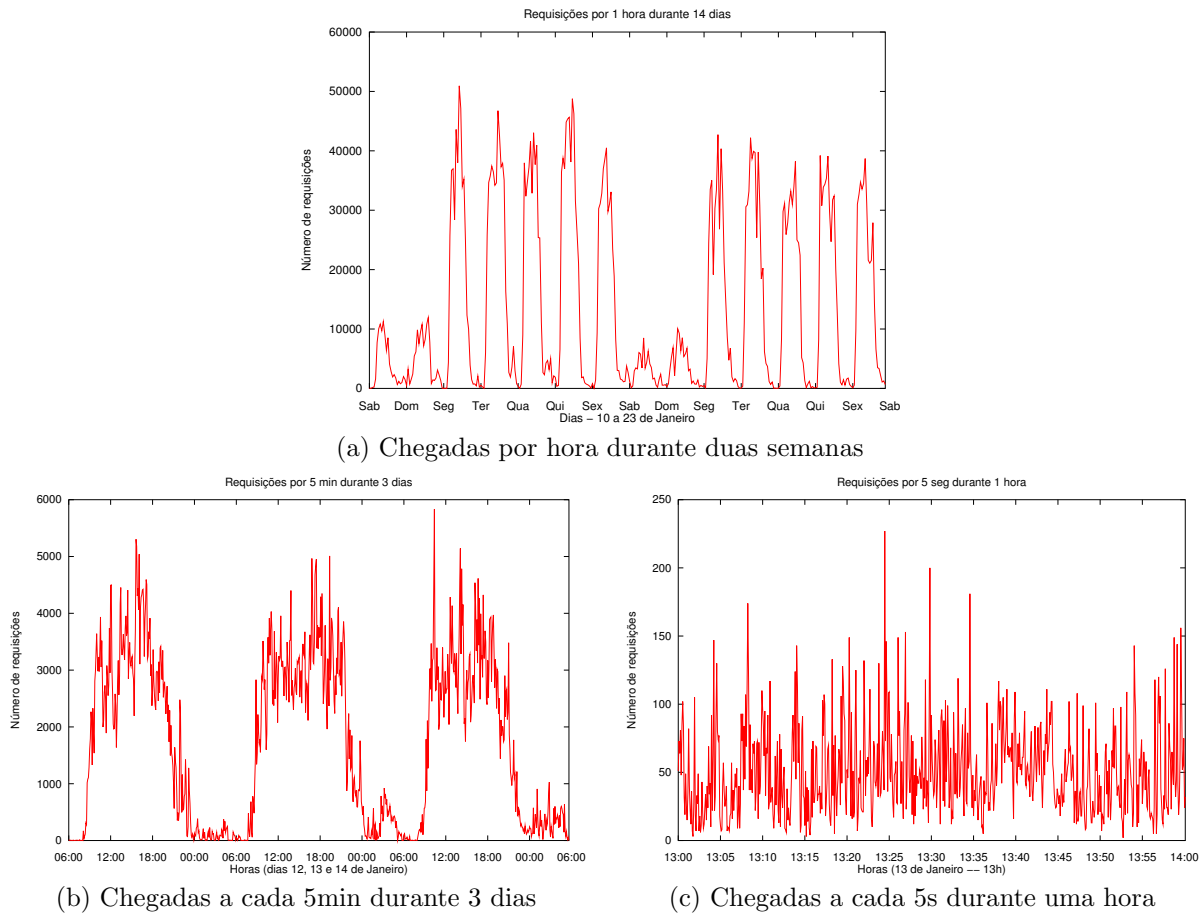 Requisições por 1 hora durante 14 dias
60000
50000
40000
30000
20000
10000
0
Número de requisições
Sab Dom Seg Ter Qua Qui Sex Sab Dom Seg Ter Qua Qui Sex Sab
Dias − 10 a 23 de Janeiro
(a) Chegadas por hora durante duas semanas
Requisições por 5 min durante 3 dias
6000
5000
4000
3000
2000
1000
0
Número de requisições
06:00 12:00 18:00 00:00 06:00 12:00 18:00 00:00 06:00 12:00 18:00 00:00 06:00
Horas (dias 12, 13 e 14 de Janeiro)
(b) Chegadas a cada 5min durante 3 dias
Requisições por 5 seg durante 1 hora
250
200
150
100
50
0
Número de requisições
13:00 13:05 13:10 13:15 13:20 13:25 13:30 13:35 13:40 13:45 13:50 13:55 14:00
Horas (13 de Janeiro −− 13h)
(c) Chegadas a cada 5s durante uma hora